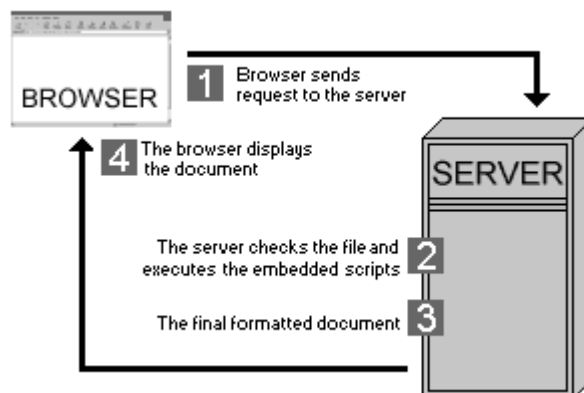 BROWSER
1
Browser sends
request to the server
4
The browser displays
the document
SERVER
The server checks the file and
executes the embedded scripts
2
The final formatted document
3